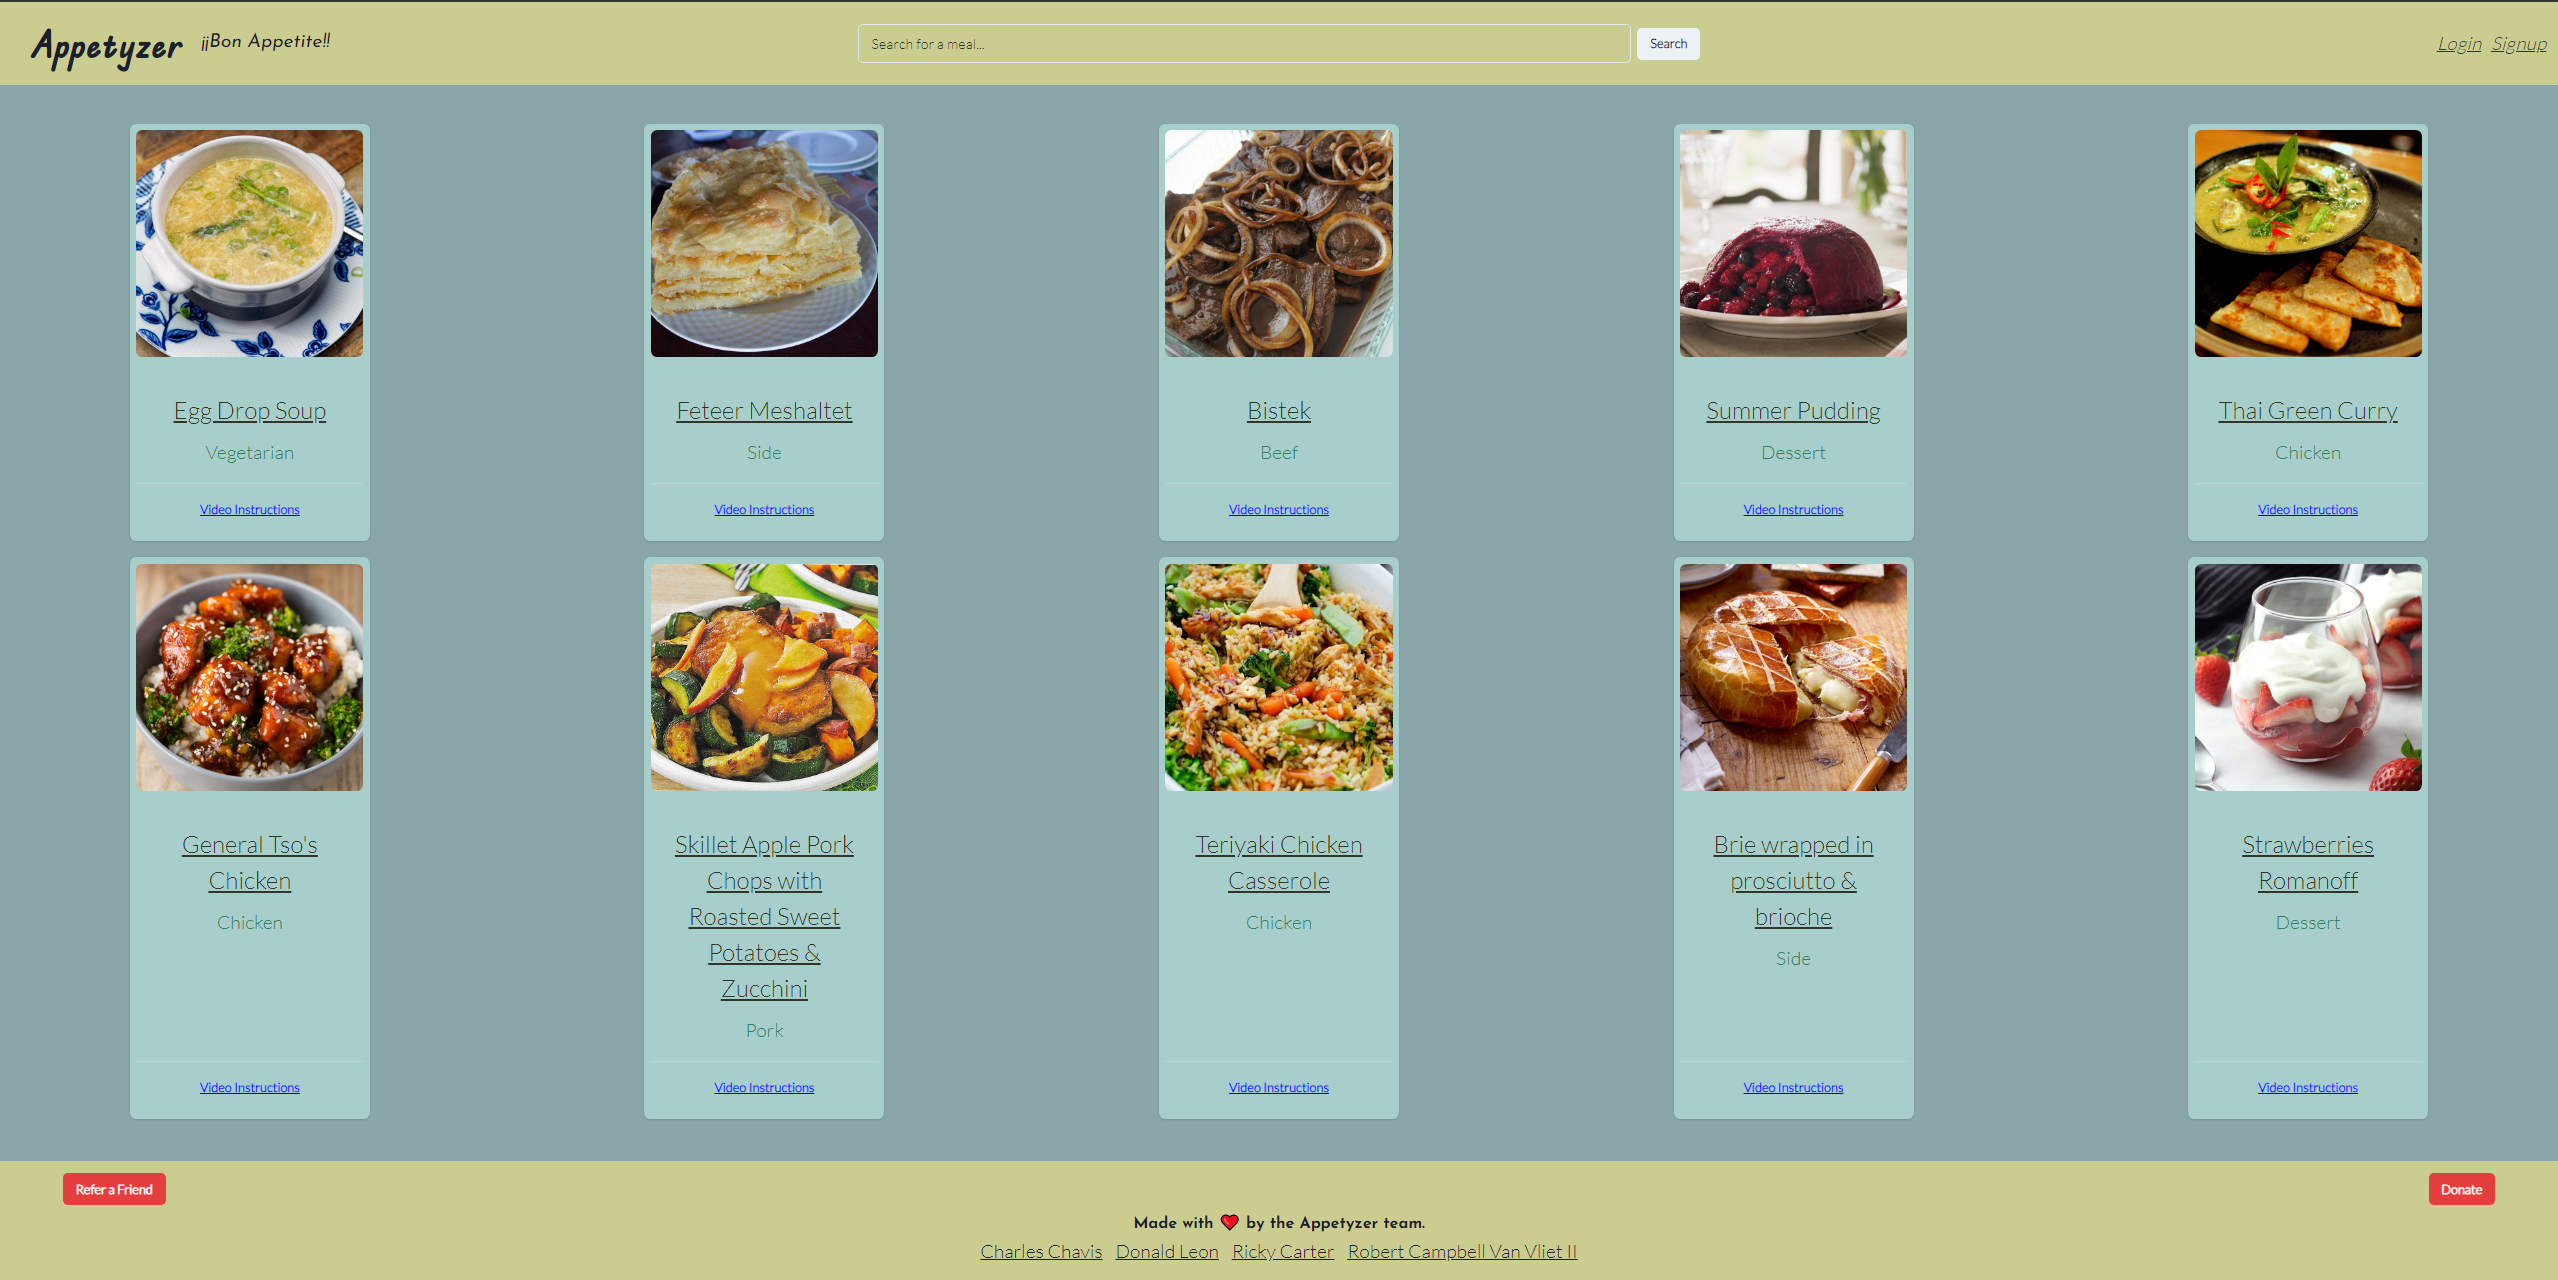 Appetyzer ¡¡Bon Appetite!!
Search for a meal...
Search
Login Signup
Egg Drop Soup
Vegetarian
Video Instructions
Feteer Meshaltet
Side
Video Instructions
Bistek
Beef
Video Instructions
Summer Pudding
Dessert
Video Instructions
Thai Green Curry
Chicken
Video Instructions
General Tso's
Chicken
Chicken
Video Instructions
Skillet Apple Pork
Chops with
Roasted Sweet
Potatoes &
Zucchini
Pork
Video Instructions
Teriyaki Chicken
Casserole
Chicken
Video Instructions
Brie wrapped in
prosciutto &
brioche
Side
Video Instructions
Strawberries
Romanoff
Dessert
Video Instructions
Refer a Friend
Donate
Made with ❤️ by the Appetyzer team.
Charles Chavis Donald Leon Ricky Carter Robert Campbell Van Vliet II